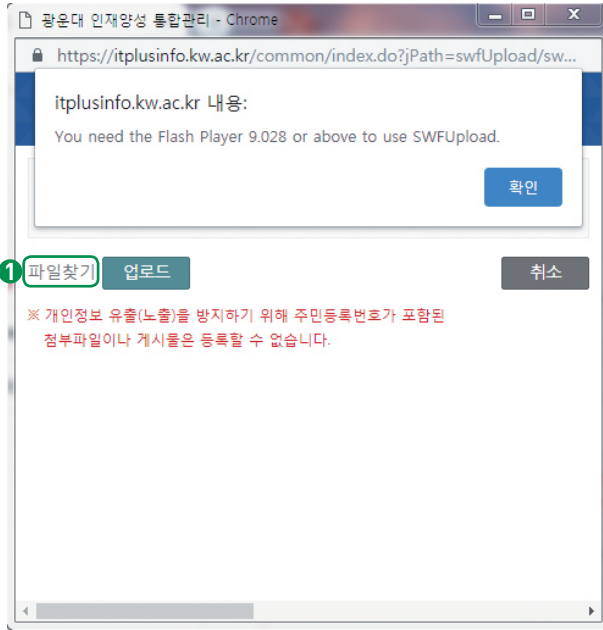 광운대 인재양성 통합관리 - Chrome
https://itplusinfo.kw.ac.kr/common/index.do?jPath=swfUpload/sw...
itplusinfo.kw.ac.kr 내용:
You need the Flash Player 9.028 or above to use SWFUpload.
확인
1 파일찾기 업로드 취소
※ 개인정보 유출(노출)을 방지하기 위해 주민등록번호가 포함된
첨부파일이나 게시물은 등록할 수 없습니다.